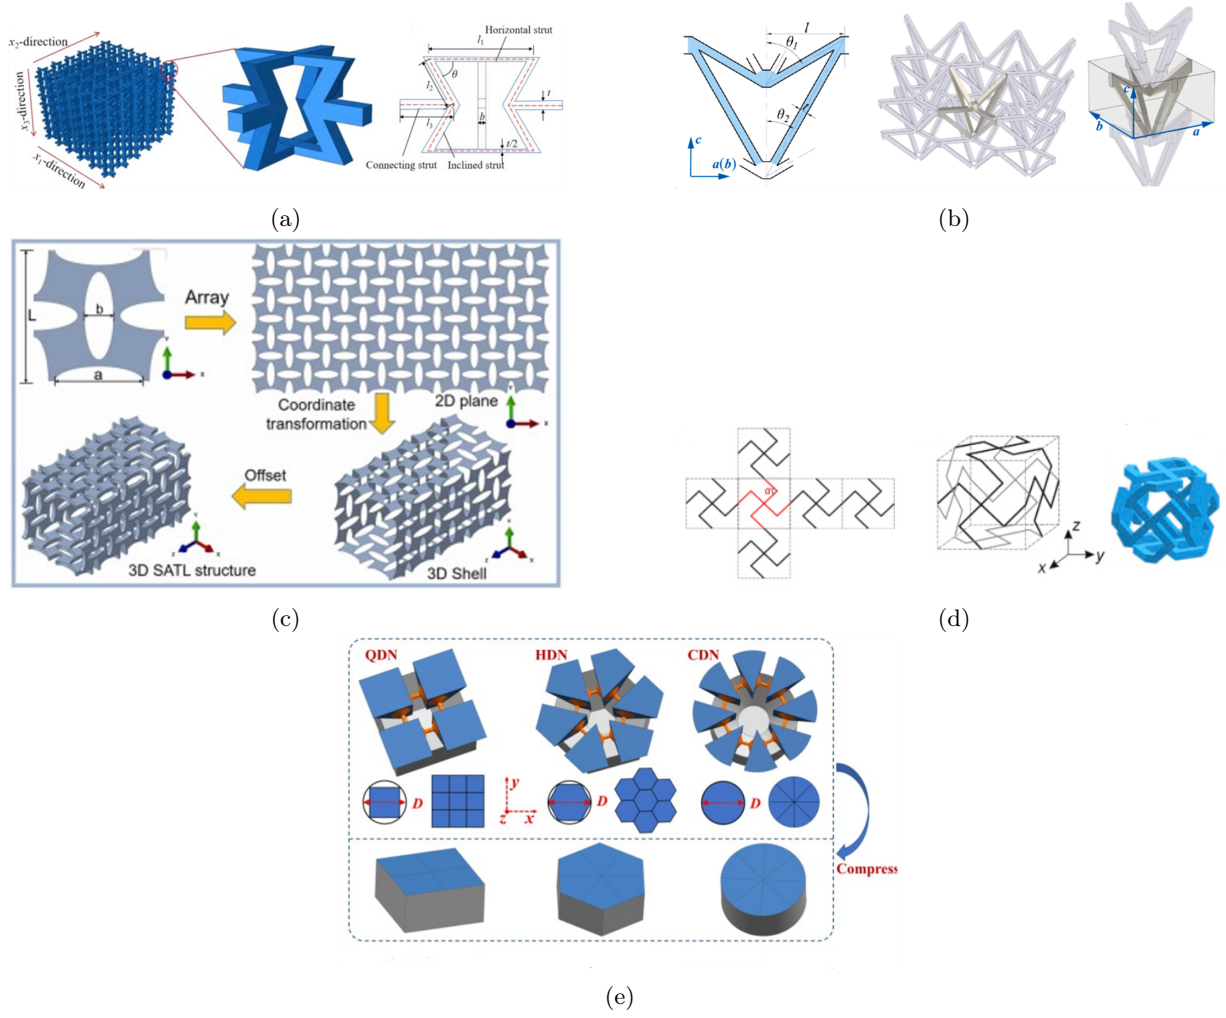 x₂-direction
x₃-direction
x₁-direction
l₁
Horizontal strut
θ
l₂
t
b
l₃
t/2
Connecting strut
Inclined strut
(a)
l
θ₁
t
θ₂
c
a(b)
c
b
a
(b)
L
b
a
Y
X
Array
2D plane
Y
X
Coordinate
transformation
Offset
Y
Z
X
3D SATL structure
Y
Z
X
3D Shell
(c)
α
z
y
x
(d)
QDN
HDN
CDN
D
y
z
x
D
D
Compress
(e)